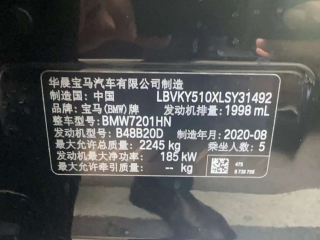 华晨宝马汽车有限公司制造
制造国: 中国 LBVKY510XLSY31492
品牌: 宝马(BMW)牌 发动机排量: 1998 mL
整车型号: BMW7201HN
发动机型号: B48B20D 制造年月: 2020-08
最大允许总质量: 2245 kg 乘坐人数: 5
发动机最大净功率: 185 kW 475
最大允许牵引质量: -- kg